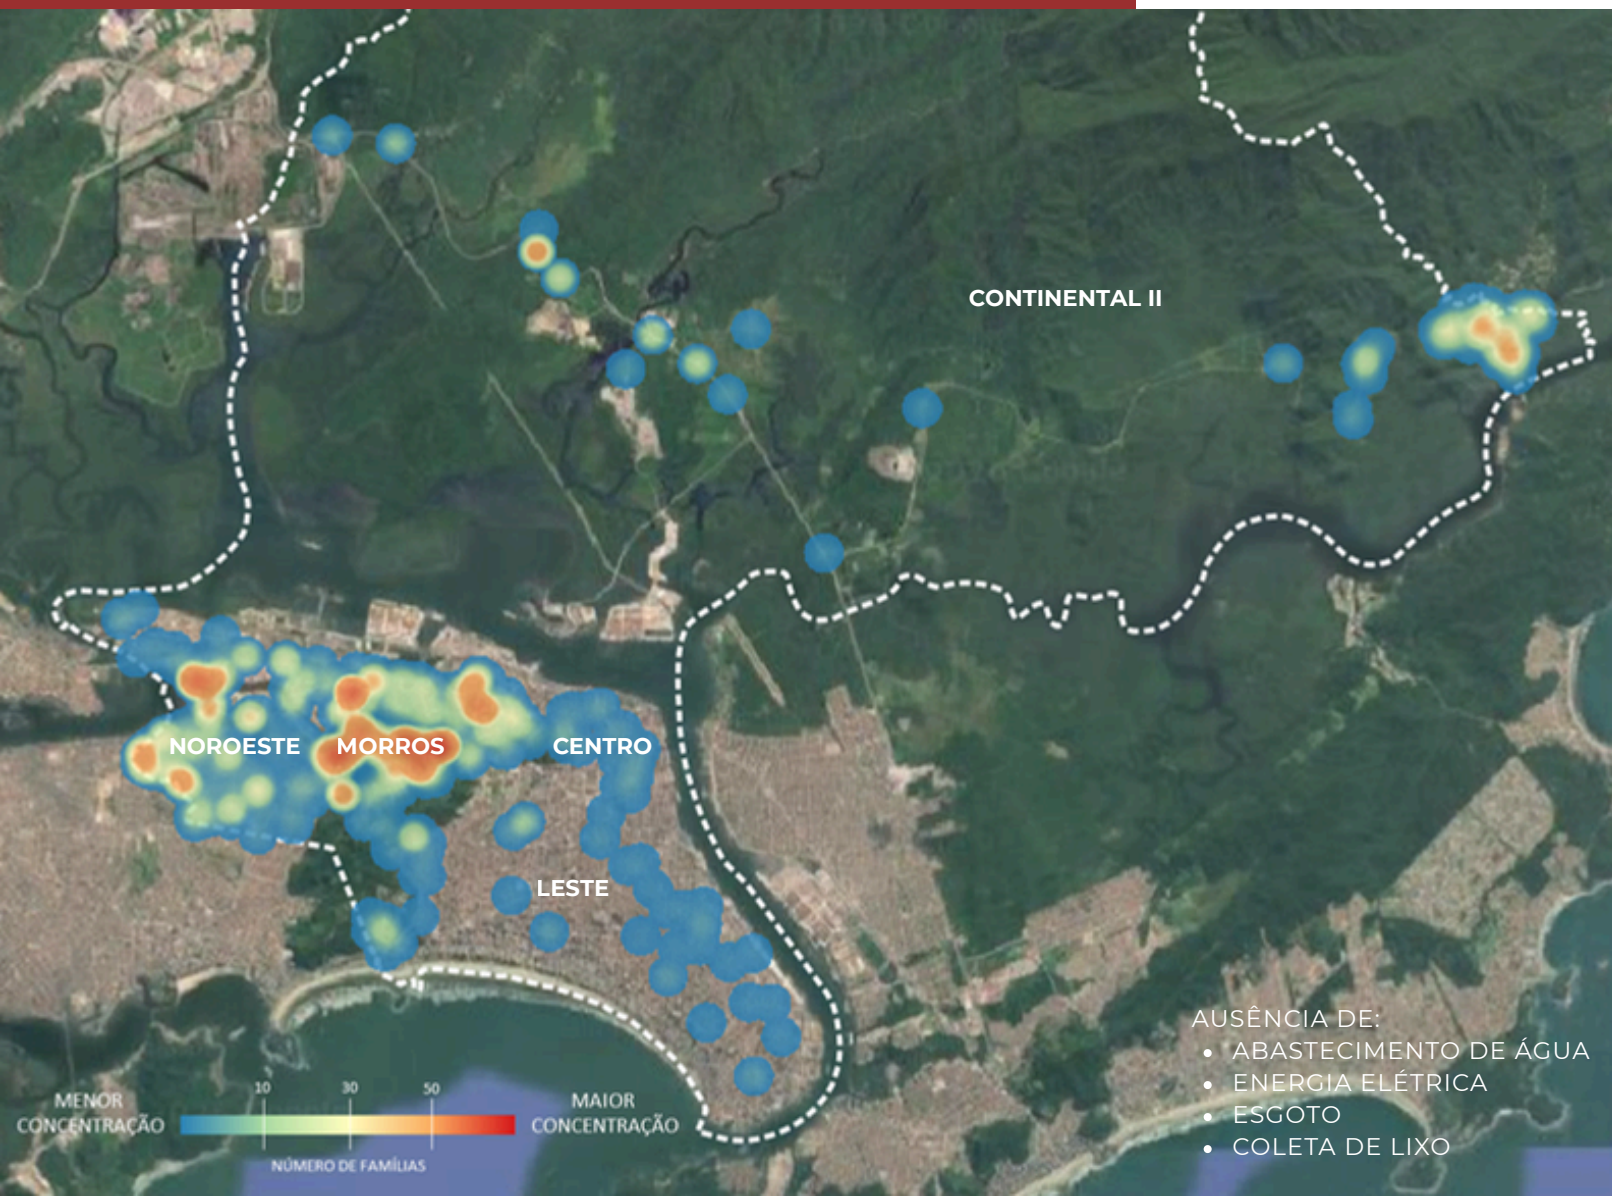 CONTINENTAL II
NOROESTE
MORROS
CENTRO
LESTE
AUSÊNCIA DE:
• ABASTECIMENTO DE ÁGUA
• ENERGIA ELÉTRICA
• ESGOTO
• COLETA DE LIXO
10 30 50
MENOR
CONCENTRAÇÃO
MAIOR
CONCENTRAÇÃO
NÚMERO DE FAMÍLIAS